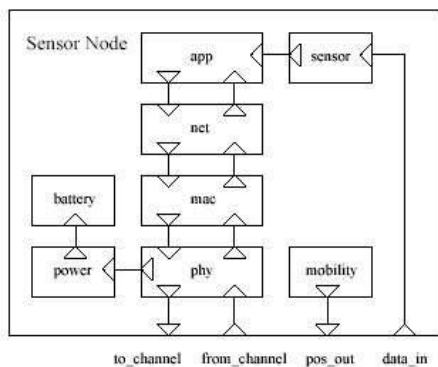 Sensor Node
app
sensor
net
battery
mac
power
phy
mobility
to_channel
from_channel
pos_out
data_in